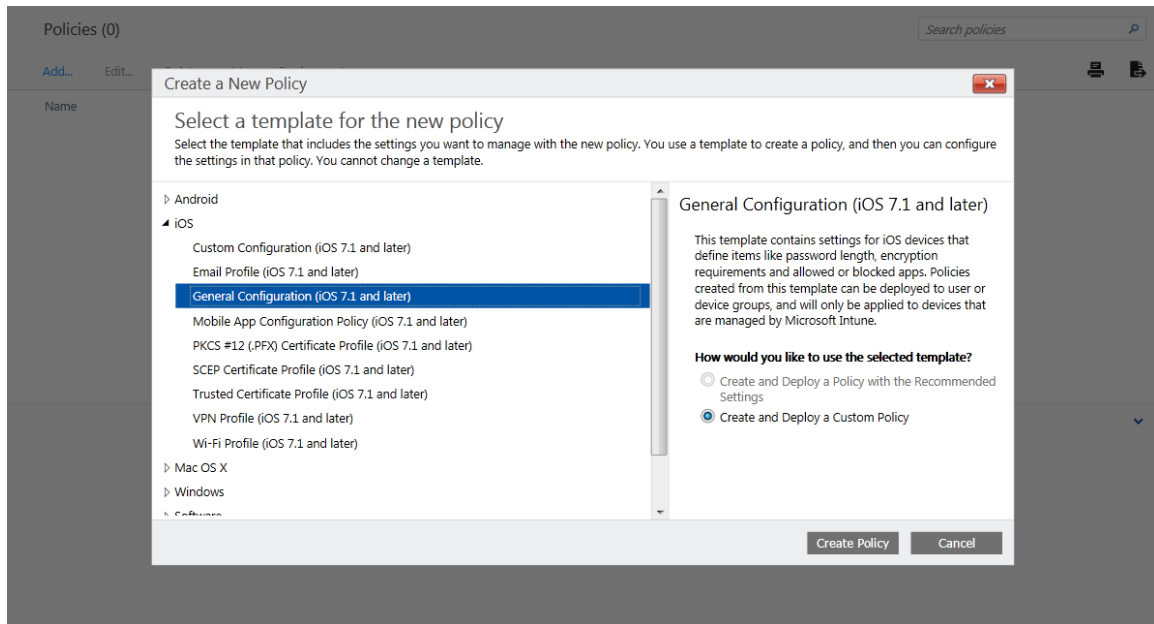 Policies (0)
Search policies
Add...
Edit...
Name
Create a New Policy
Select a template for the new policy
Select the template that includes the settings you want to manage with the new policy. You use a template to create a policy, and then you can configure
the settings in that policy. You cannot change a template.
Android
iOS
Custom Configuration (iOS 7.1 and later)
Email Profile (iOS 7.1 and later)
General Configuration (iOS 7.1 and later)
Mobile App Configuration Policy (iOS 7.1 and later)
PKCS #12 (.PFX) Certificate Profile (iOS 7.1 and later)
SCEP Certificate Profile (iOS 7.1 and later)
Trusted Certificate Profile (iOS 7.1 and later)
VPN Profile (iOS 7.1 and later)
Wi-Fi Profile (iOS 7.1 and later)
Mac OS X
Windows
Software
General Configuration (iOS 7.1 and later)
This template contains settings for iOS devices that
define items like password length, encryption
requirements and allowed or blocked apps. Policies
created from this template can be deployed to user or
device groups, and will only be applied to devices that
are managed by Microsoft Intune.
How would you like to use the selected template?
Create and Deploy a Policy with the Recommended
Settings
Create and Deploy a Custom Policy
Create Policy
Cancel